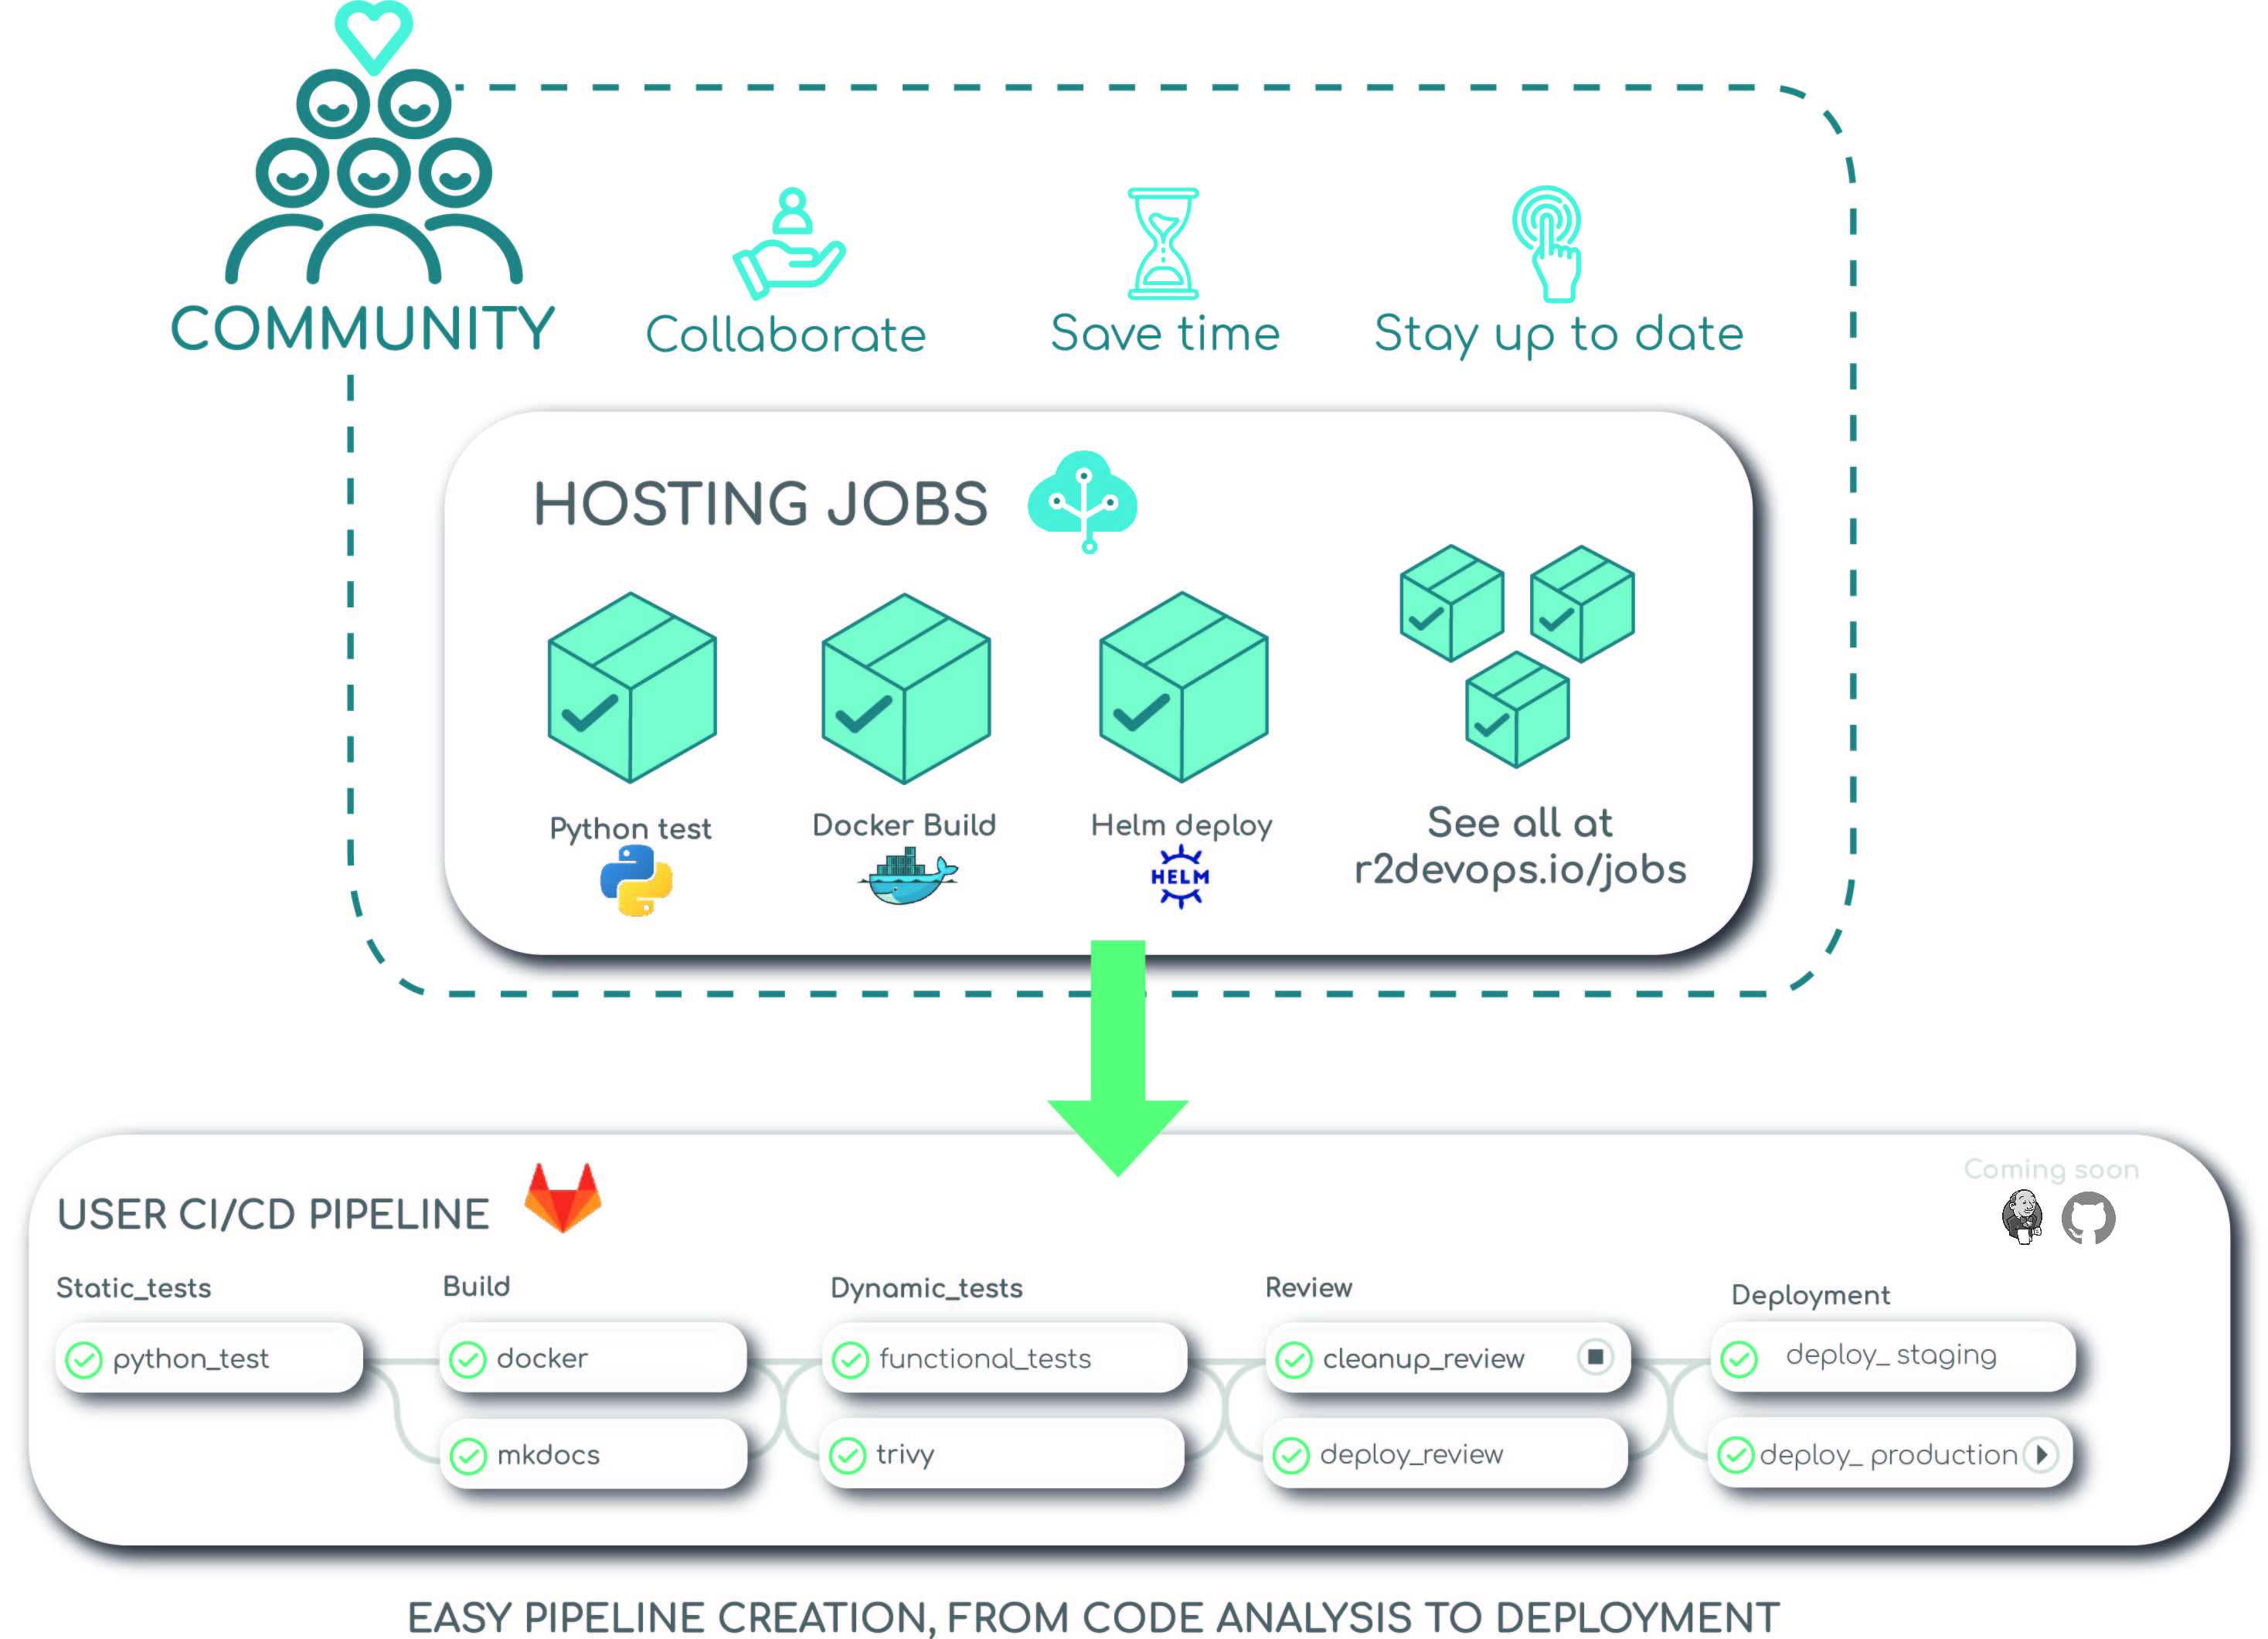 COMMUNITY
Collaborate
Save time
Stay up to date
HOSTING JOBS
Python test
Docker Build
Helm deploy
HELM
See all at
r2devops.io/jobs
USER CI/CD PIPELINE
Coming soon
Static_tests
Build
Dynamic_tests
Review
Deployment
python_test
docker
functional_tests
cleanup_review
deploy_ staging
mkdocs
trivy
deploy_review
deploy_ production
EASY PIPELINE CREATION, FROM CODE ANALYSIS TO DEPLOYMENT